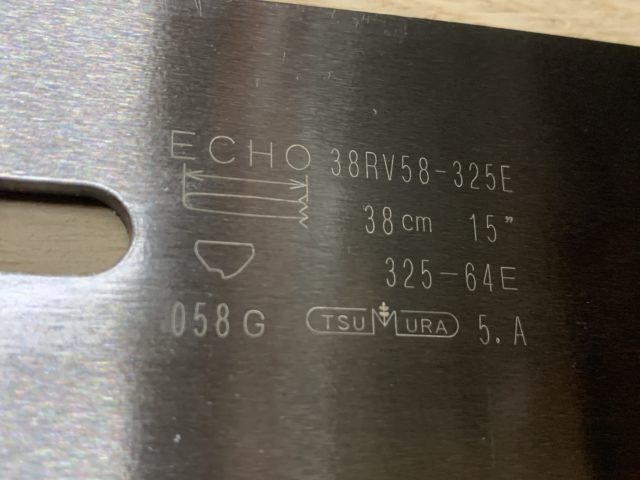 ECHO 38RV58-325E
38cm 15”
325-64E
058G TSUMURA 5.A